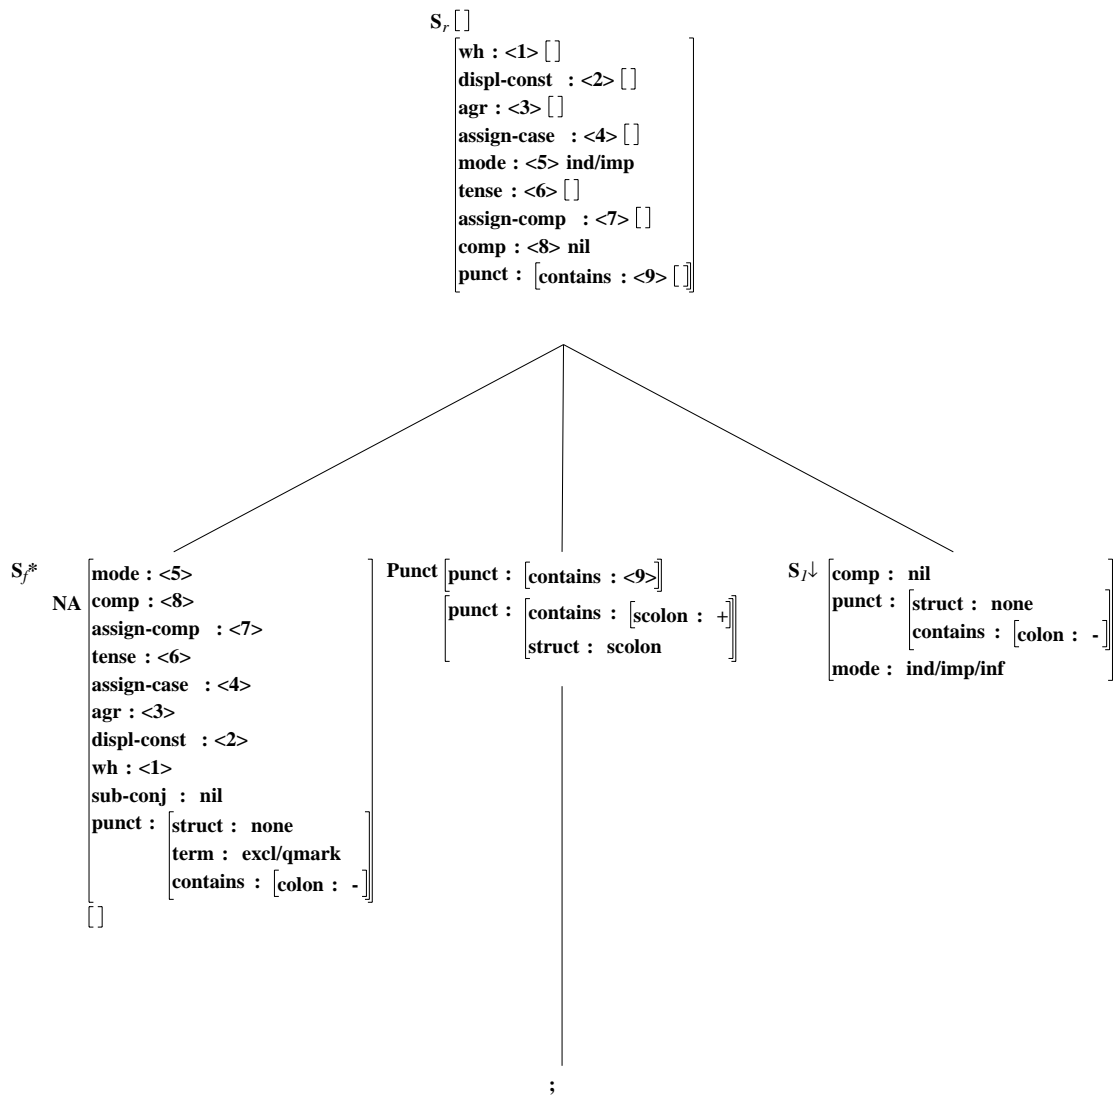 S_r []
wh : <1> []
displ-const : <2> []
agr : <3> []
assign-case : <4> []
mode : <5> ind/imp
tense : <6> []
assign-comp : <7> []
comp : <8> nil
punct : [contains : <9> []]
S_f* NA
mode : <5>
comp : <8>
assign-comp : <7>
tense : <6>
assign-case : <4>
agr : <3>
displ-const : <2>
wh : <1>
sub-conj : nil
punct : struct : none
term : excl/qmark
contains : [colon : -]
[]
Punct [punct : [contains : <9>]]
punct : contains : [scolon : +]
struct : scolon
;
S_1↓ comp : nil
punct : struct : none
contains : [colon : -]
mode : ind/imp/inf